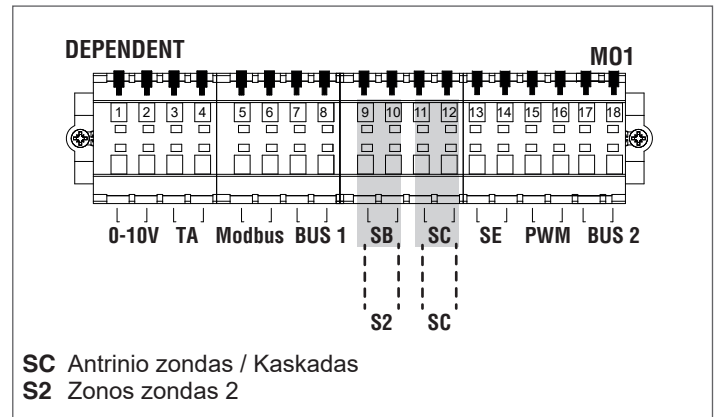 DEPENDENT
M01
1 2 3 4 5 6 7 8 9 10 11 12 13 14 15 16 17 18
0-10V TA Modbus BUS 1 SB SC SE PWM BUS 2
S2 SC
SC Antrinio zondas / Kaskadas
S2 Zonos zondas 2